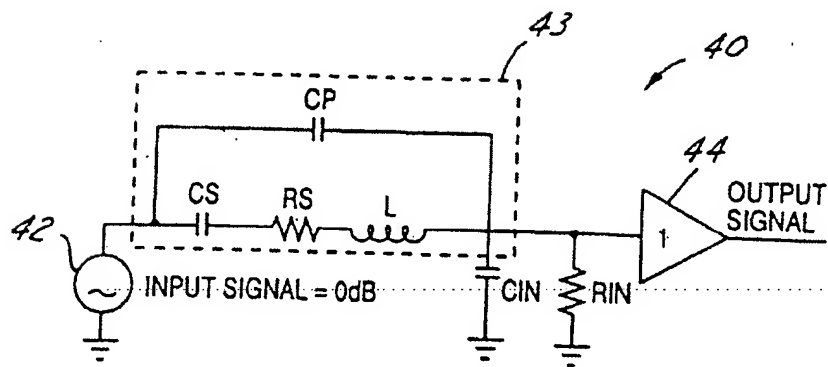 43
40
CP
44
CS
RS
L
OUTPUT
SIGNAL
1
42
INPUT SIGNAL = 0dB
CIN
RIN